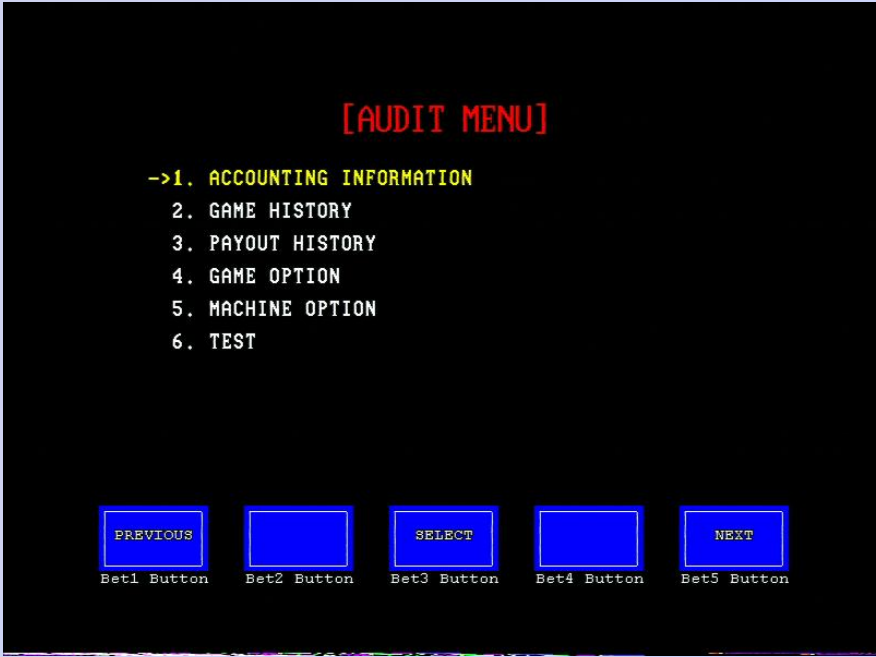 [AUDIT MENU]
->1. ACCOUNTING INFORMATION
2. GAME HISTORY
3. PAYOUT HISTORY
4. GAME OPTION
5. MACHINE OPTION
6. TEST
PREVIOUS SELECT NEXT
Bet1 Button Bet2 Button Bet3 Button Bet4 Button Bet5 Button